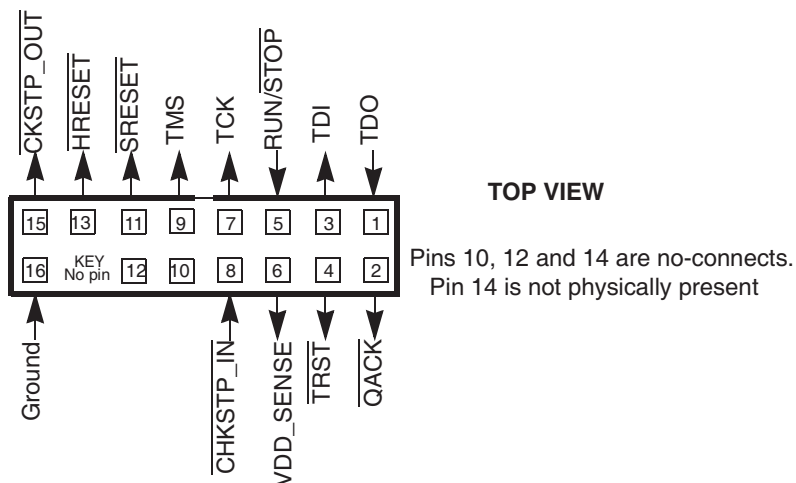 CKSTP_OUT
HRESET
SRESET
TMS
TCK
RUN/STOP
TDI
TDO
TOP VIEW
15 13 11 9 7 5 3 1
16 KEY No pin 12 10 8 6 4 2
Pins 10, 12 and 14 are no-connects.
Pin 14 is not physically present
Ground
CHKSTP_IN
VDD_SENSE
TRST
QACK